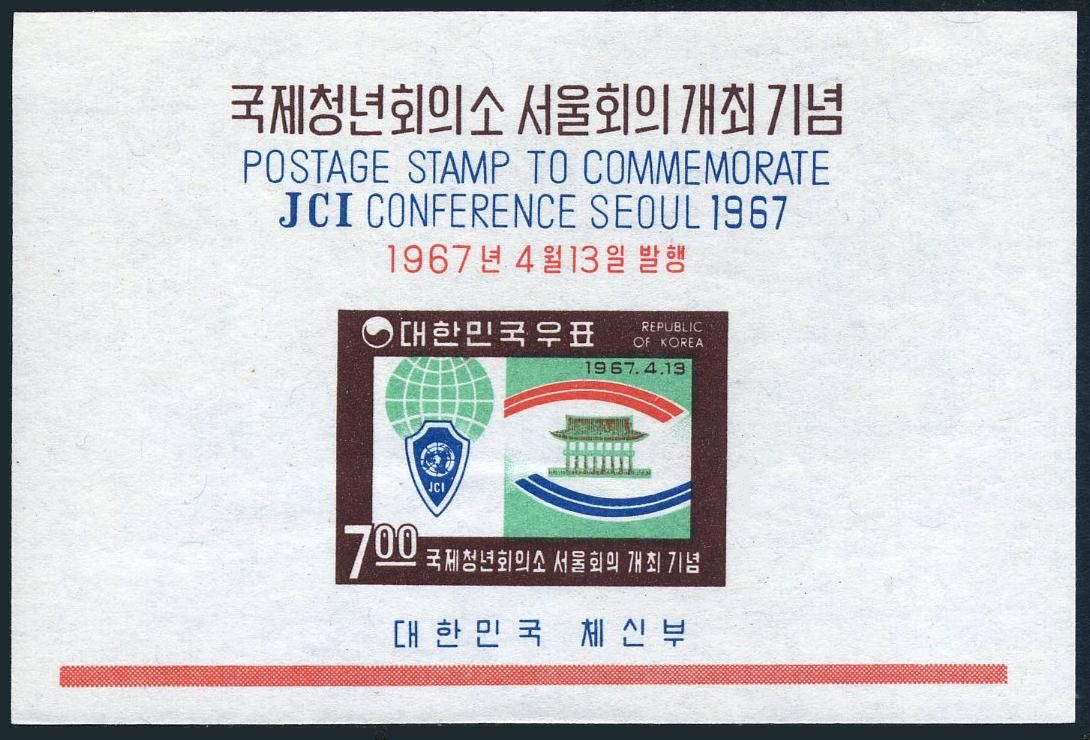 국제청년회의소 서울회의 개최 기념
POSTAGE STAMP TO COMMEMORATE
JCI CONFERENCE SEOUL 1967
1967년 4월 13일 발행
대한민국우표
REPUBLIC
OF KOREA
1967.4.13
JCI
700
국제청년회의소 서울회의 개최 기념
대한민국 체신부